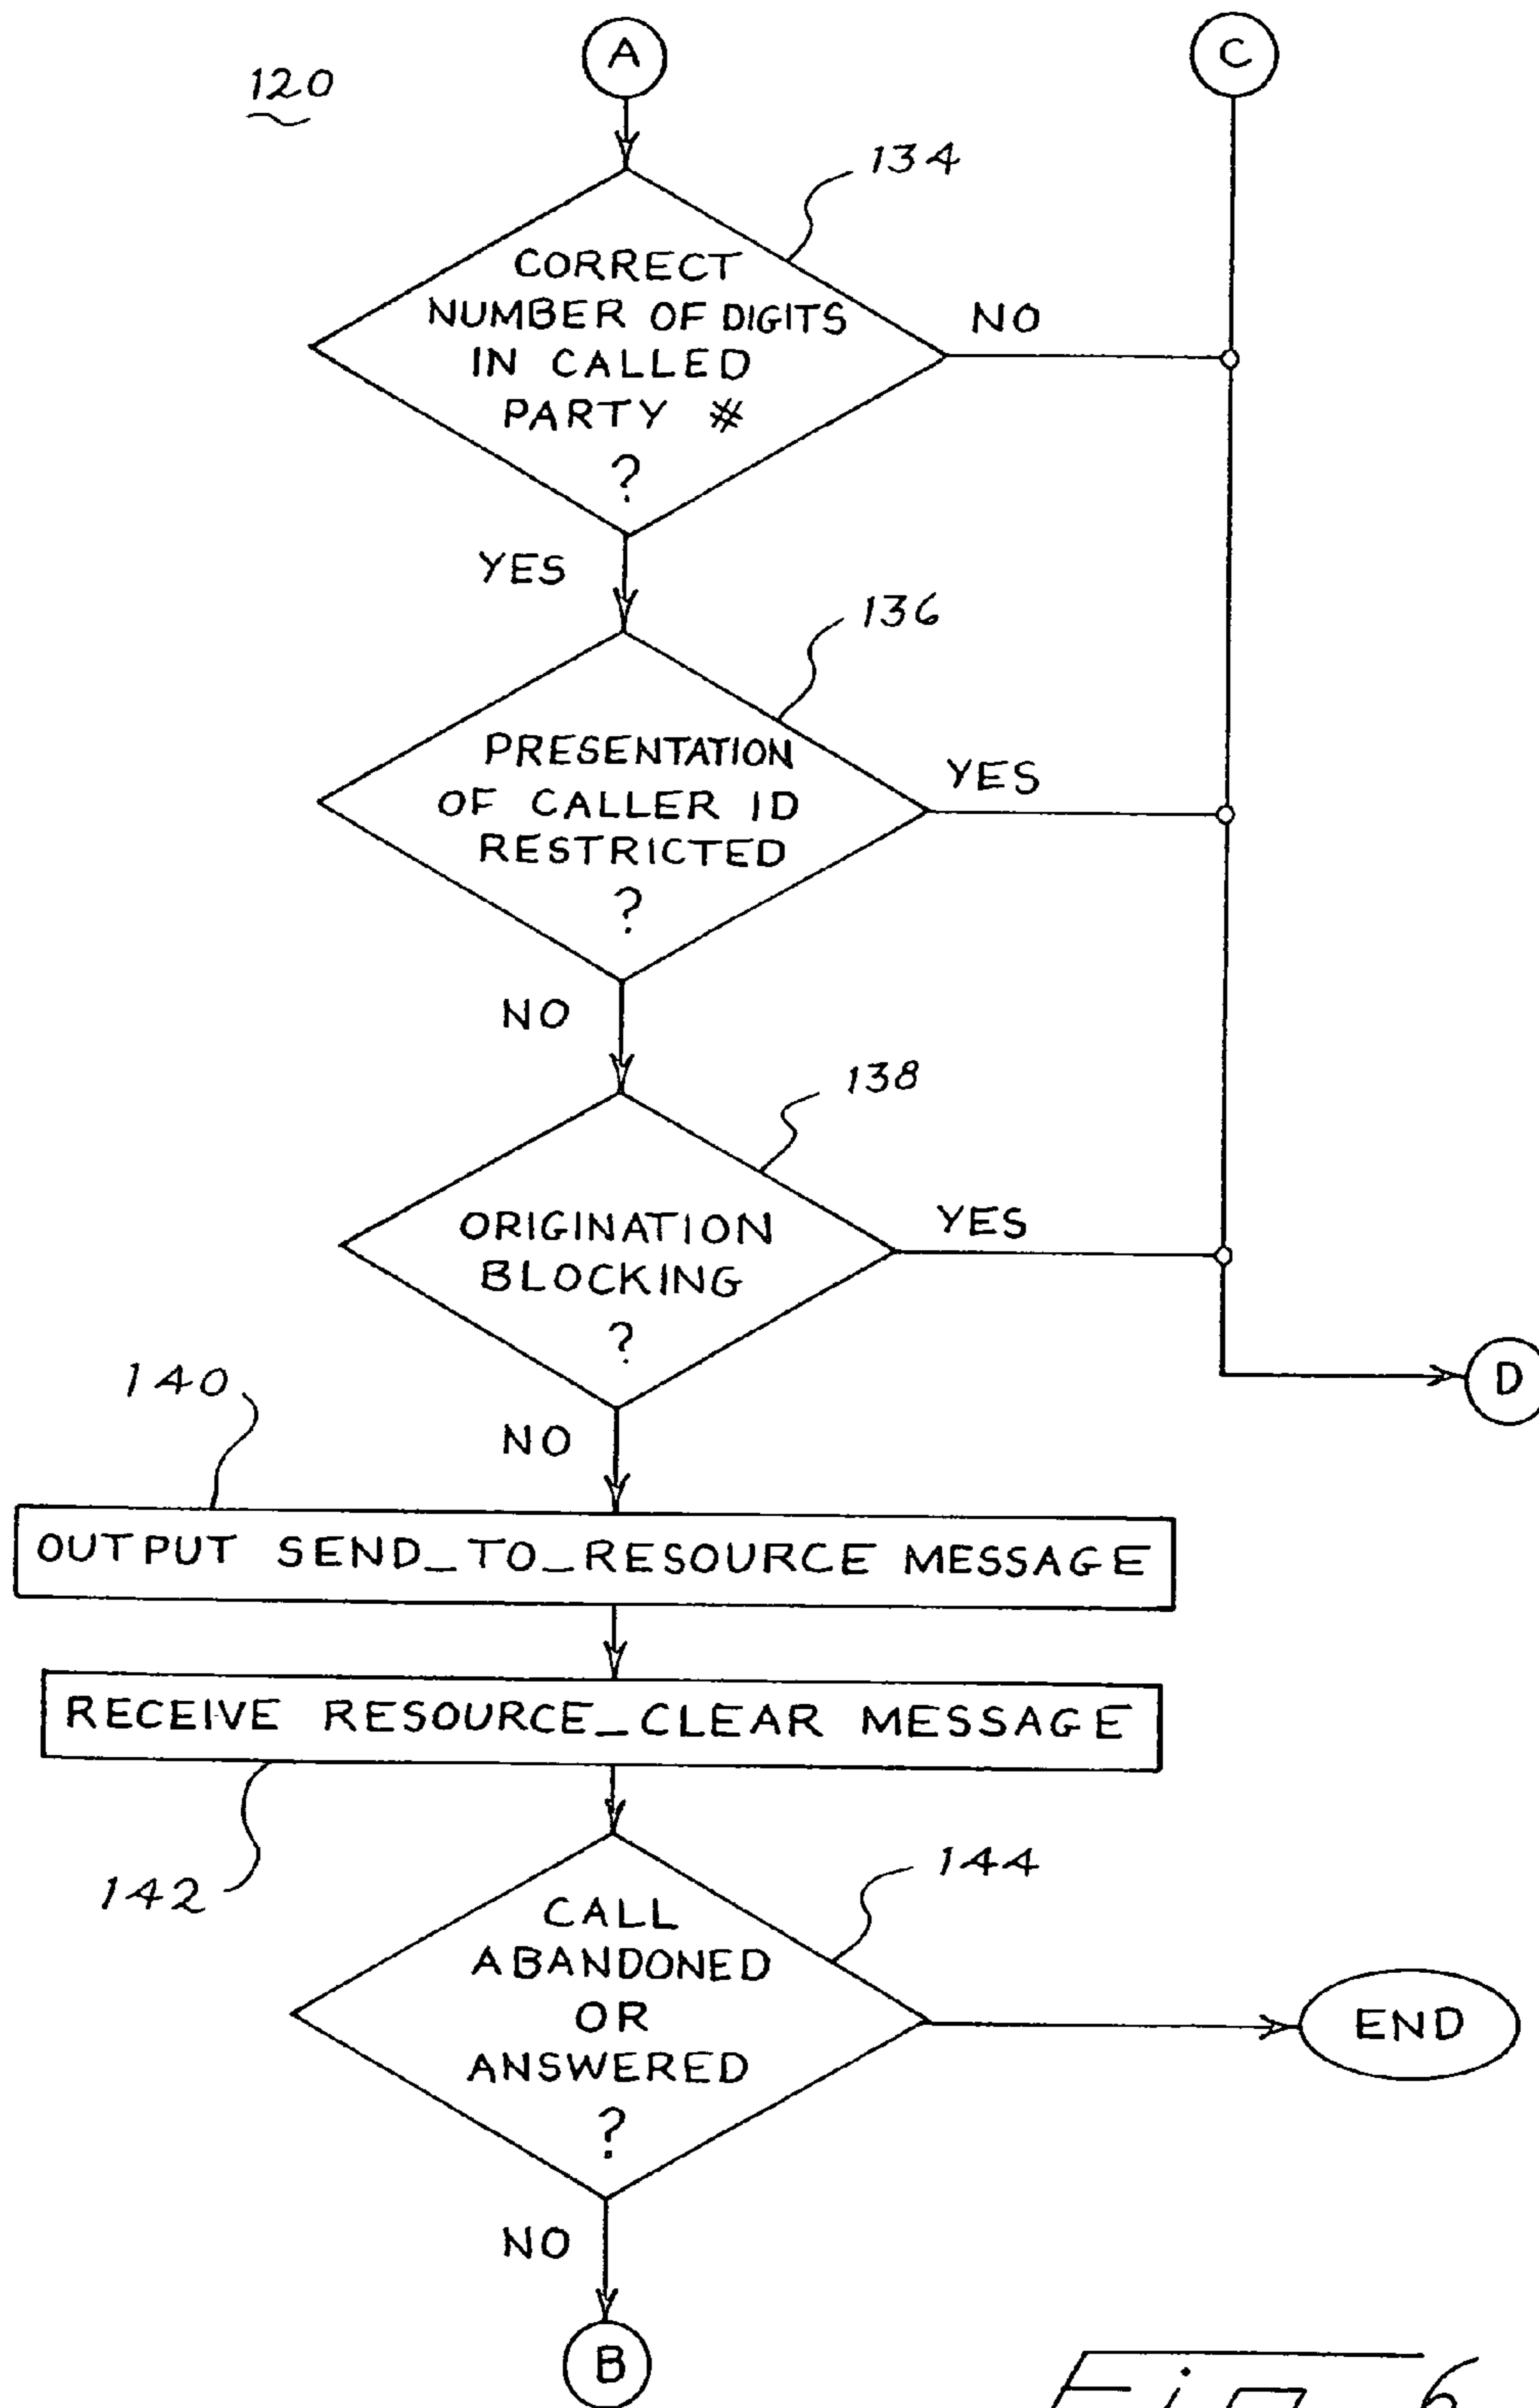 A
C
120
134
CORRECT
NUMBER OF DIGITS
IN CALLED
PARTY #
?
NO
YES
136
PRESENTATION
OF CALLER ID
RESTRICTED
?
YES
NO
138
ORIGINATION
BLOCKING
?
YES
D
140
NO
OUTPUT SEND_TO_RESOURCE MESSAGE
RECEIVE RESOURCE_CLEAR MESSAGE
142
144
CALL
ABANDONED
OR
ANSWERED
?
END
NO
B
Fig. 6